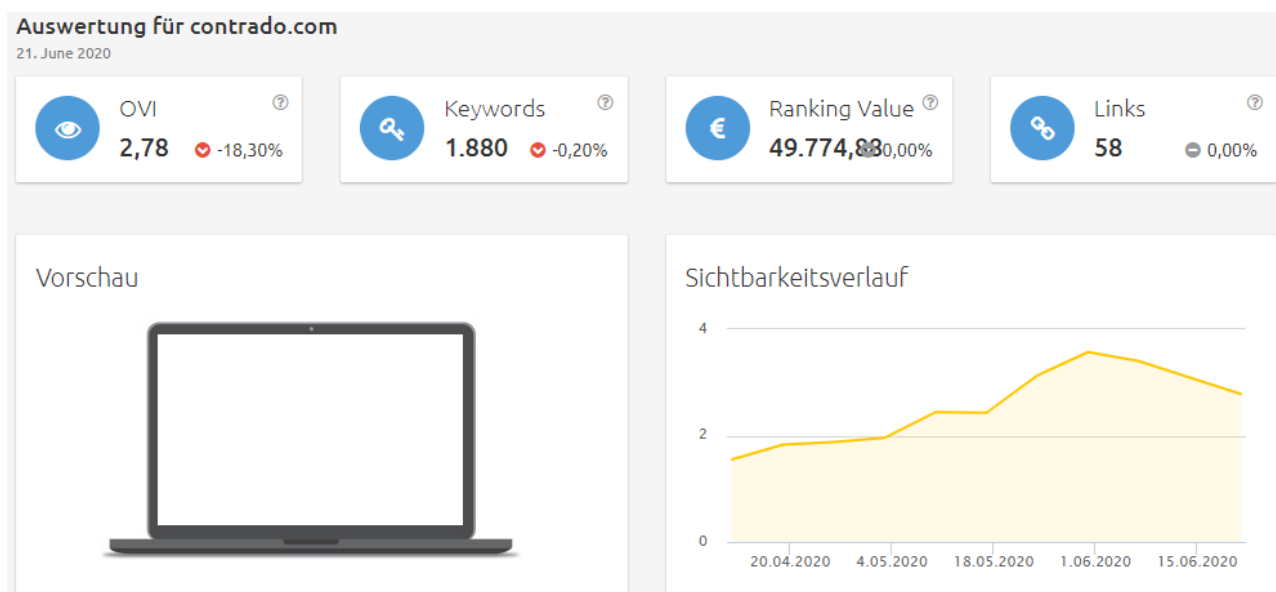 Auswertung für contrado.com
21. June 2020
OVI ?
2,78 -18,30%
Keywords ?
1.880 -0,20%
Ranking Value ?
49.774,88 0,00%
Links ?
58 0,00%
Vorschau
Sichtbarkeitsverlauf
4
2
0
20.04.2020 4.05.2020 18.05.2020 1.06.2020 15.06.2020